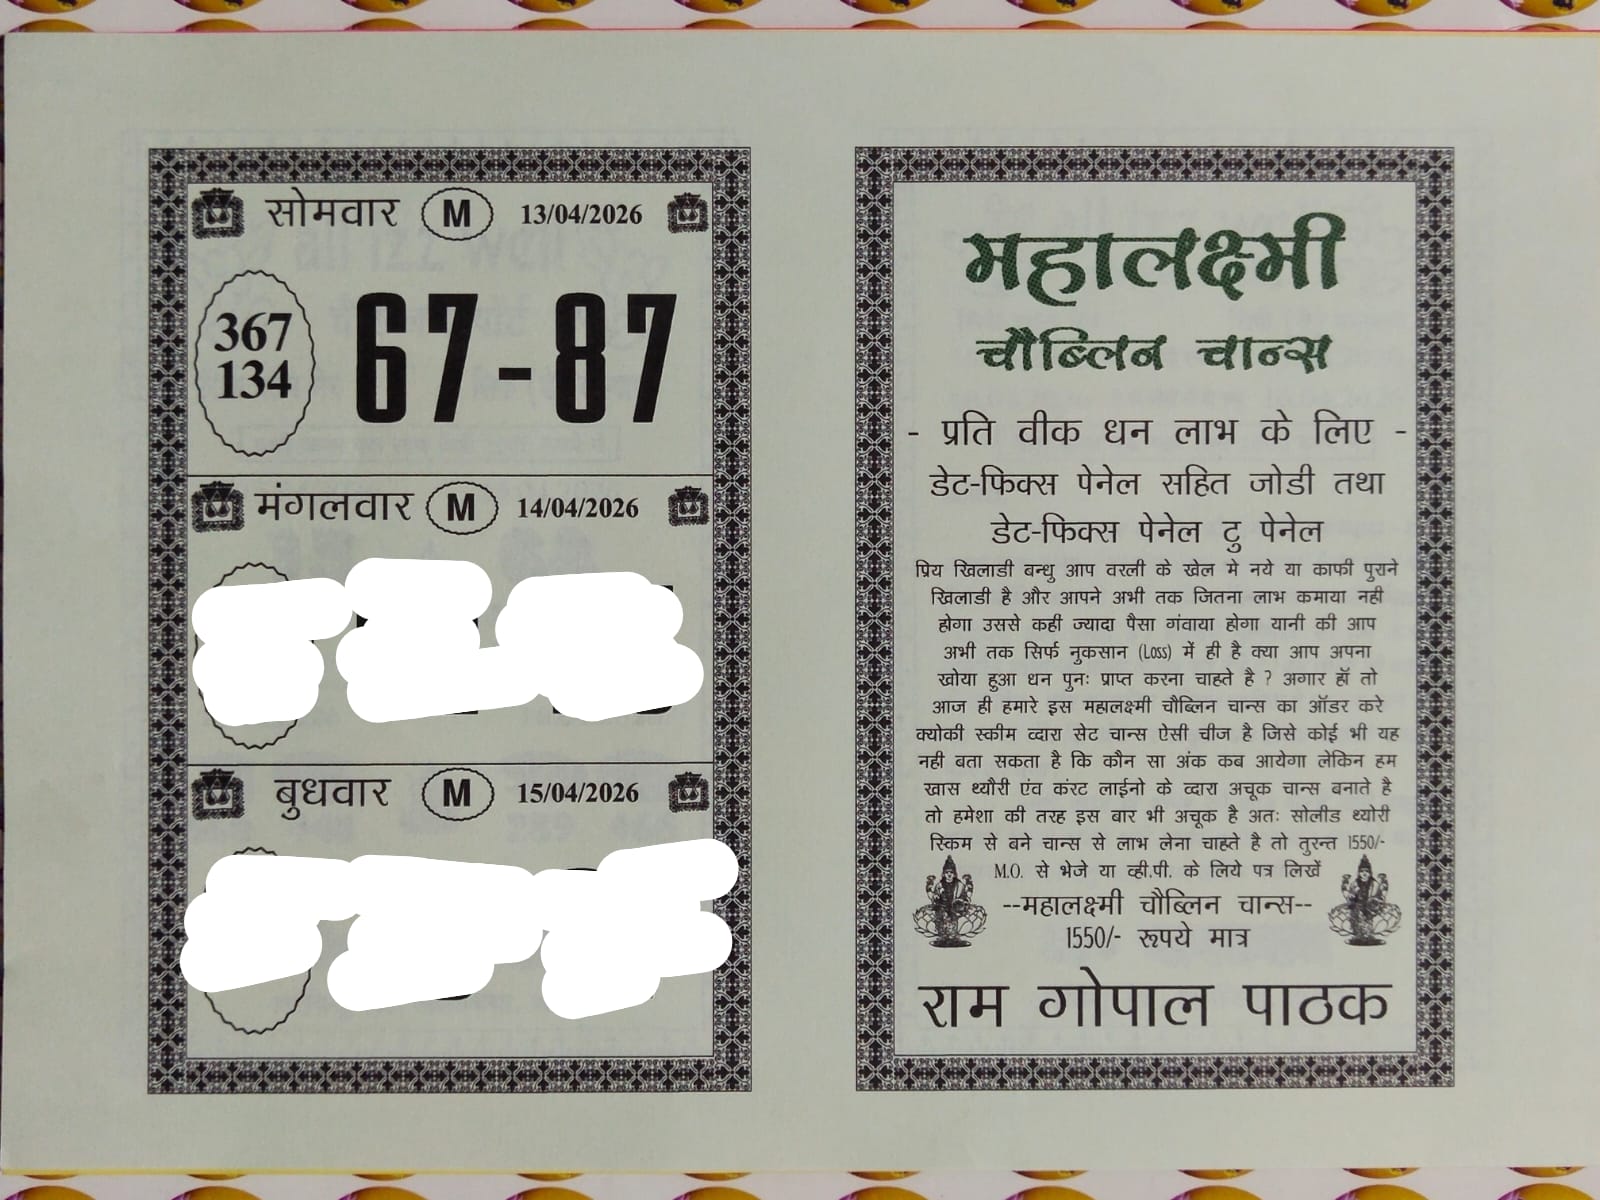 सोमवार M 13/04/2026
367
134
67-87
मंगलवार M 14/04/2026
बुधवार M 15/04/2026
महालक्ष्मी
चौब्लिन चान्स
- प्रति वीक धन लाभ के लिए -
डेट-फिक्स पेनेल सहित जोडी तथा
डेट-फिक्स पेनेल टु पेनेल
प्रिय खिलाडी बन्धु आप वरली के खेल मे नये या काफी पुराने
खिलाडी है और आपने अभी तक जितना लाभ कमाया नही
होगा उससे कहीं ज्यादा पैसा गंवाया होगा यानी की आप
अभी तक सिर्फ नुकसान (Loss) में ही है क्या आप अपना
खोया हुआ धन पुनः प्राप्त करना चाहते है ? अगार हाॅं तो
आज ही हमारे इस महालक्ष्मी चौब्लिन चान्स का ऑडर करे
क्योकी स्कीम व्दारा सेट चान्स ऐसी चीज है जिसे कोई भी यह
नही बता सकता है कि कौन सा अंक कब आयेगा लेकिन हम
खास थ्यौरी एंव कंरट लाईनो के व्दारा अचूक चान्स बनाते है
तो हमेशा की तरह इस बार भी अचूक है अतः सोलीड थ्योरी
स्किम से बने चान्स से लाभ लेना चाहते है तो तुरन्त 1550/-
M.O. से भेजे या व्ही.पी. के लिये पत्र लिखें
--महालक्ष्मी चौब्लिन चान्स--
1550/- रूपये मात्र
राम गोपाल पाठक